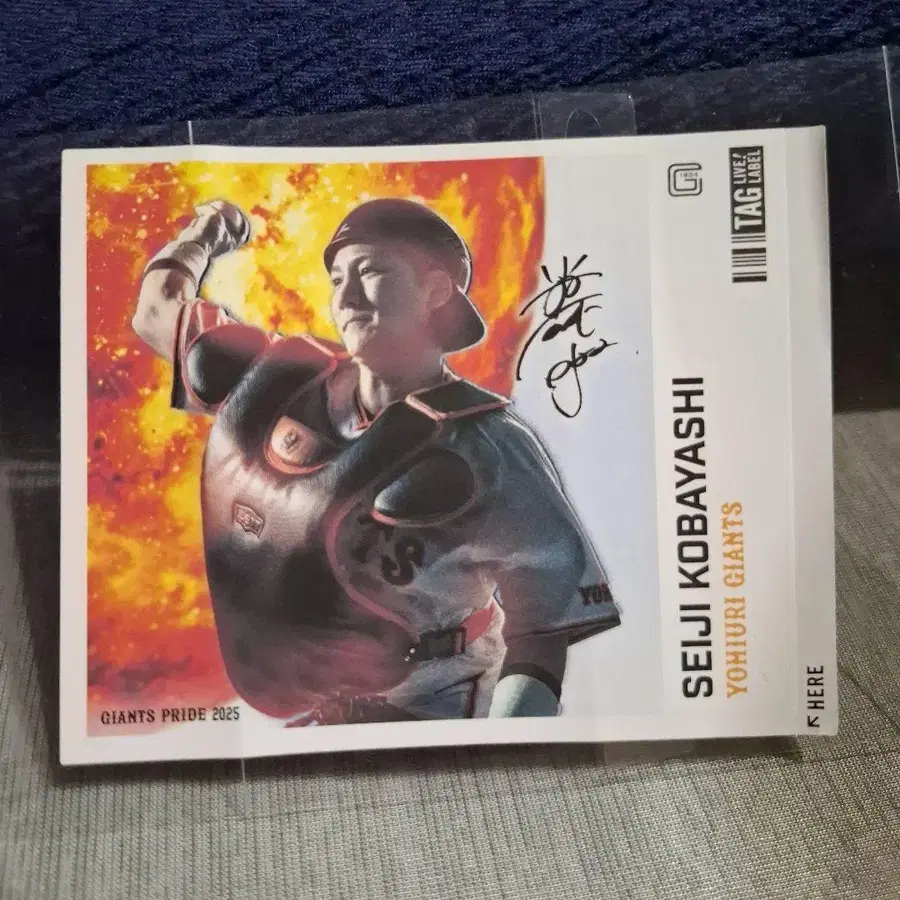 GIANTS PRIDE 2025
SEIJI KOBAYASHI
YOMIURI GIANTS
TAG LIVE!
LABEL
HERE